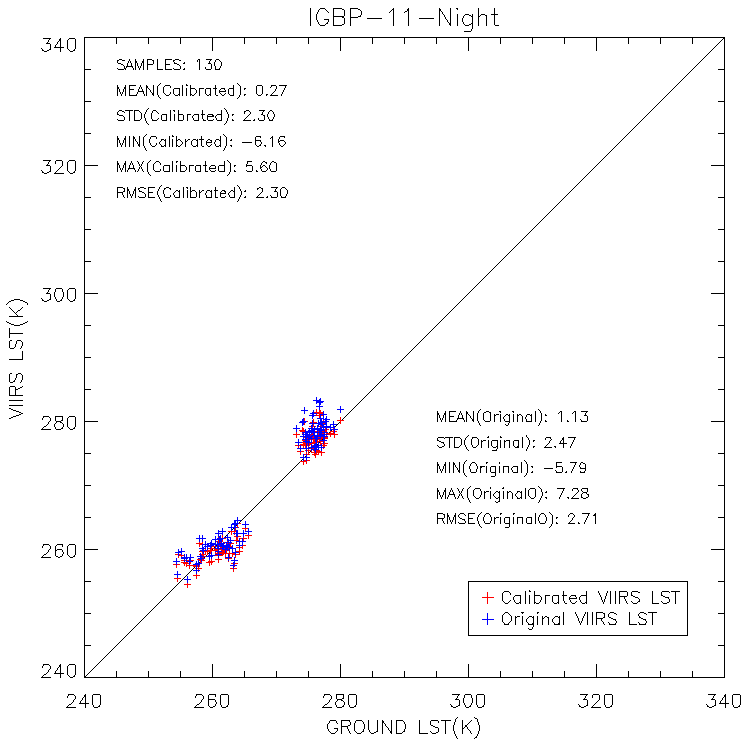 IGBP-11-Night
340
SAMPLES: 130
MEAN(Calibrated): 0.27
STD(Calibrated): 2.30
MIN(Calibrated): -6.16
MAX(Calibrated): 5.60
RMSE(Calibrated): 2.30
320
300
VIIRS LST(K)
280
MEAN(Original): 1.13
STD(Original): 2.47
MIN(Original): -5.79
MAX(OriginalO): 7.28
RMSE(OriginalO): 2.71
260
+ Calibrated VIIRS LST
+ Original VIIRS LST
240
240 260 280 300 320 340
GROUND LST(K)